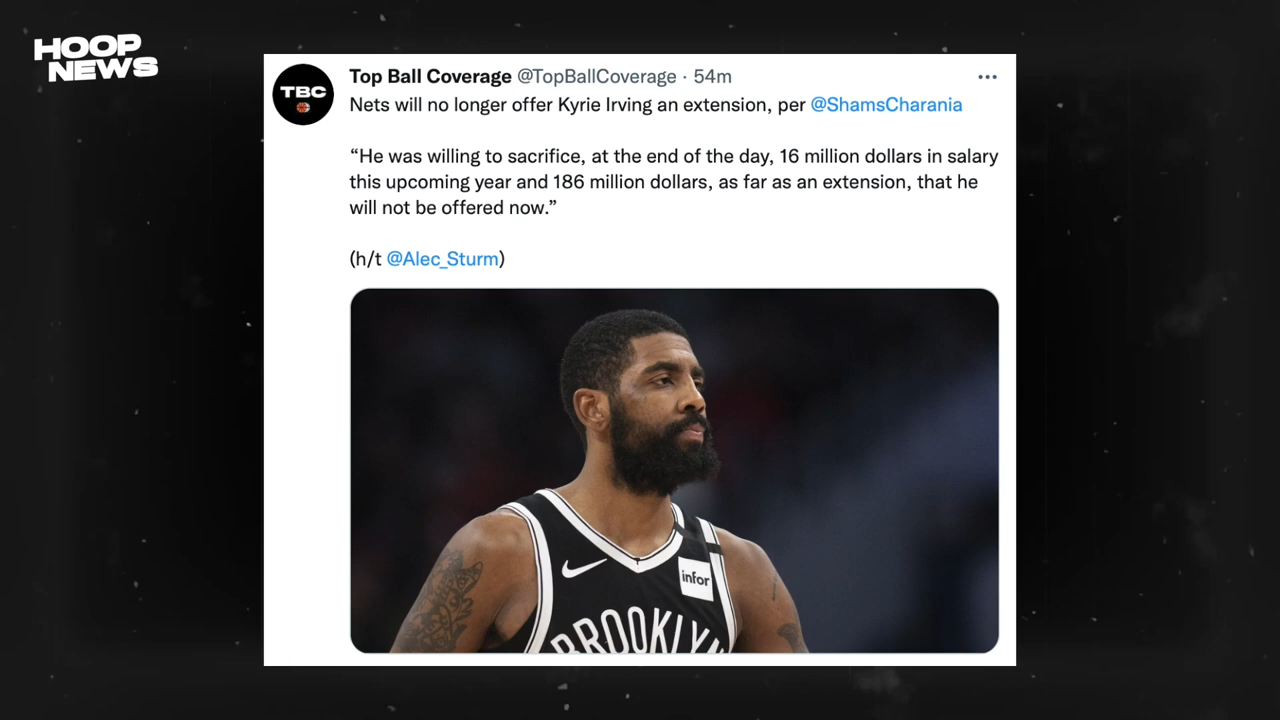 HOOP
NEWS
TBC
Top Ball Coverage @TopBallCoverage · 54m
Nets will no longer offer Kyrie Irving an extension, per @ShamsCharania
“He was willing to sacrifice, at the end of the day, 16 million dollars in salary
this upcoming year and 186 million dollars, as far as an extension, that he
will not be offered now.”
(h/t @Alec_Sturm)
infor
BROOKLYN